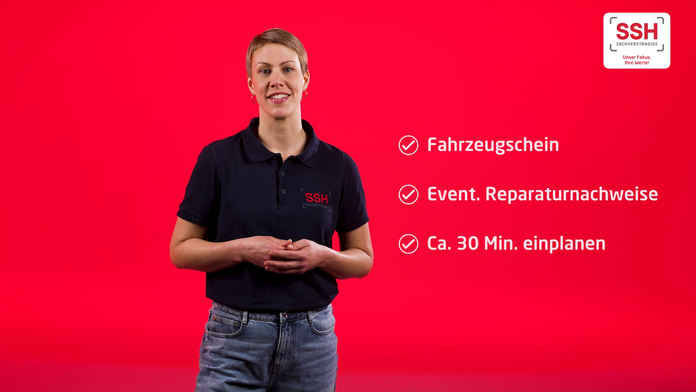 SSH
SACHVERSTÄNDIGE
Unser Fokus.
Ihre Werte!
Fahrzeugschein
Event. Reparaturnachweise
Ca. 30 Min. einplanen
SSH